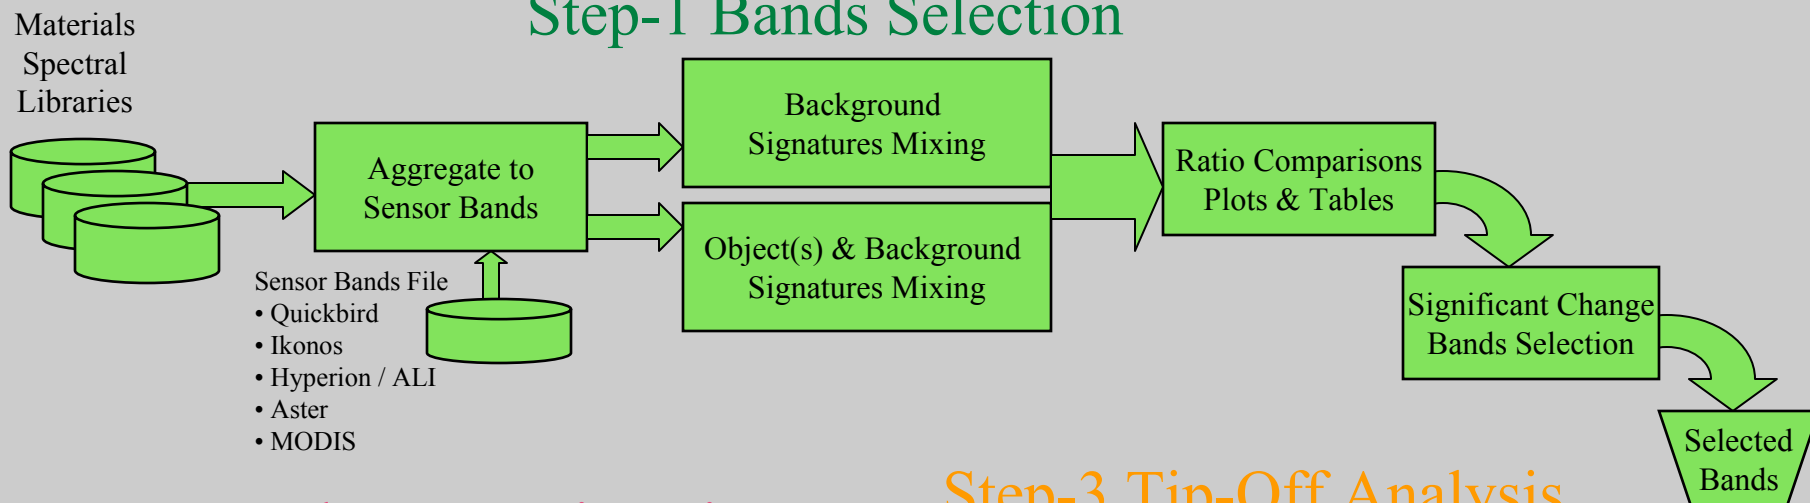 Step-1 Bands Selection
Materials
Spectral
Libraries
Aggregate to
Sensor Bands
Background
Signatures Mixing
Object(s) & Background
Signatures Mixing
Ratio Comparisons
Plots & Tables
Significant Change
Bands Selection
Sensor Bands File
• Quickbird
• Ikonos
• Hyperion / ALI
• Aster
• MODIS
Selected
Bands
Step-3 Tip-Off Analysis